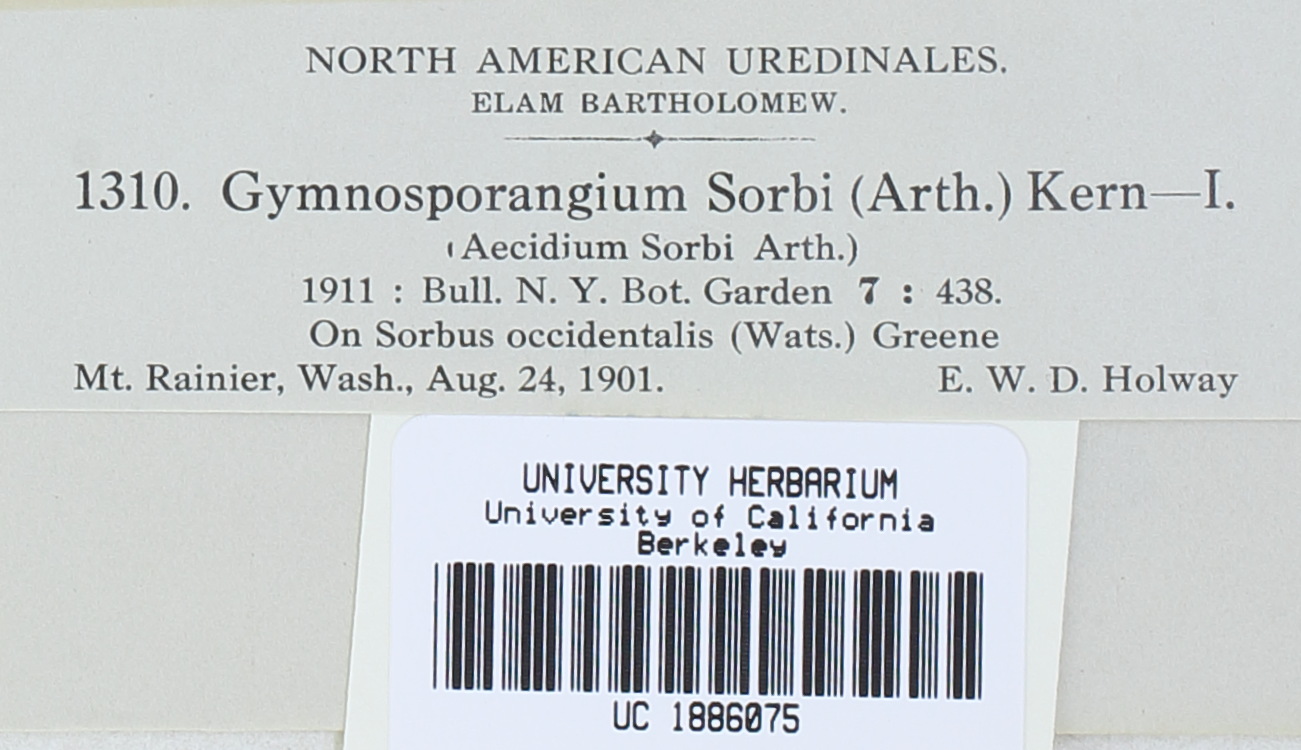 NORTH AMERICAN UREDINALES.
ELAM BARTHOLOMEW.
1310. Gymnosporangium Sorbi (Arth.) Kern—I.
(Aecidium Sorbi Arth.)
1911 : Bull. N. Y. Bot. Garden 7 : 438.
On Sorbus occidentalis (Wats.) Greene
Mt. Rainier, Wash., Aug. 24, 1901. E. W. D. Holway
UNIVERSITY HERBARIUM
University of California
Berkeley
UC 1886075